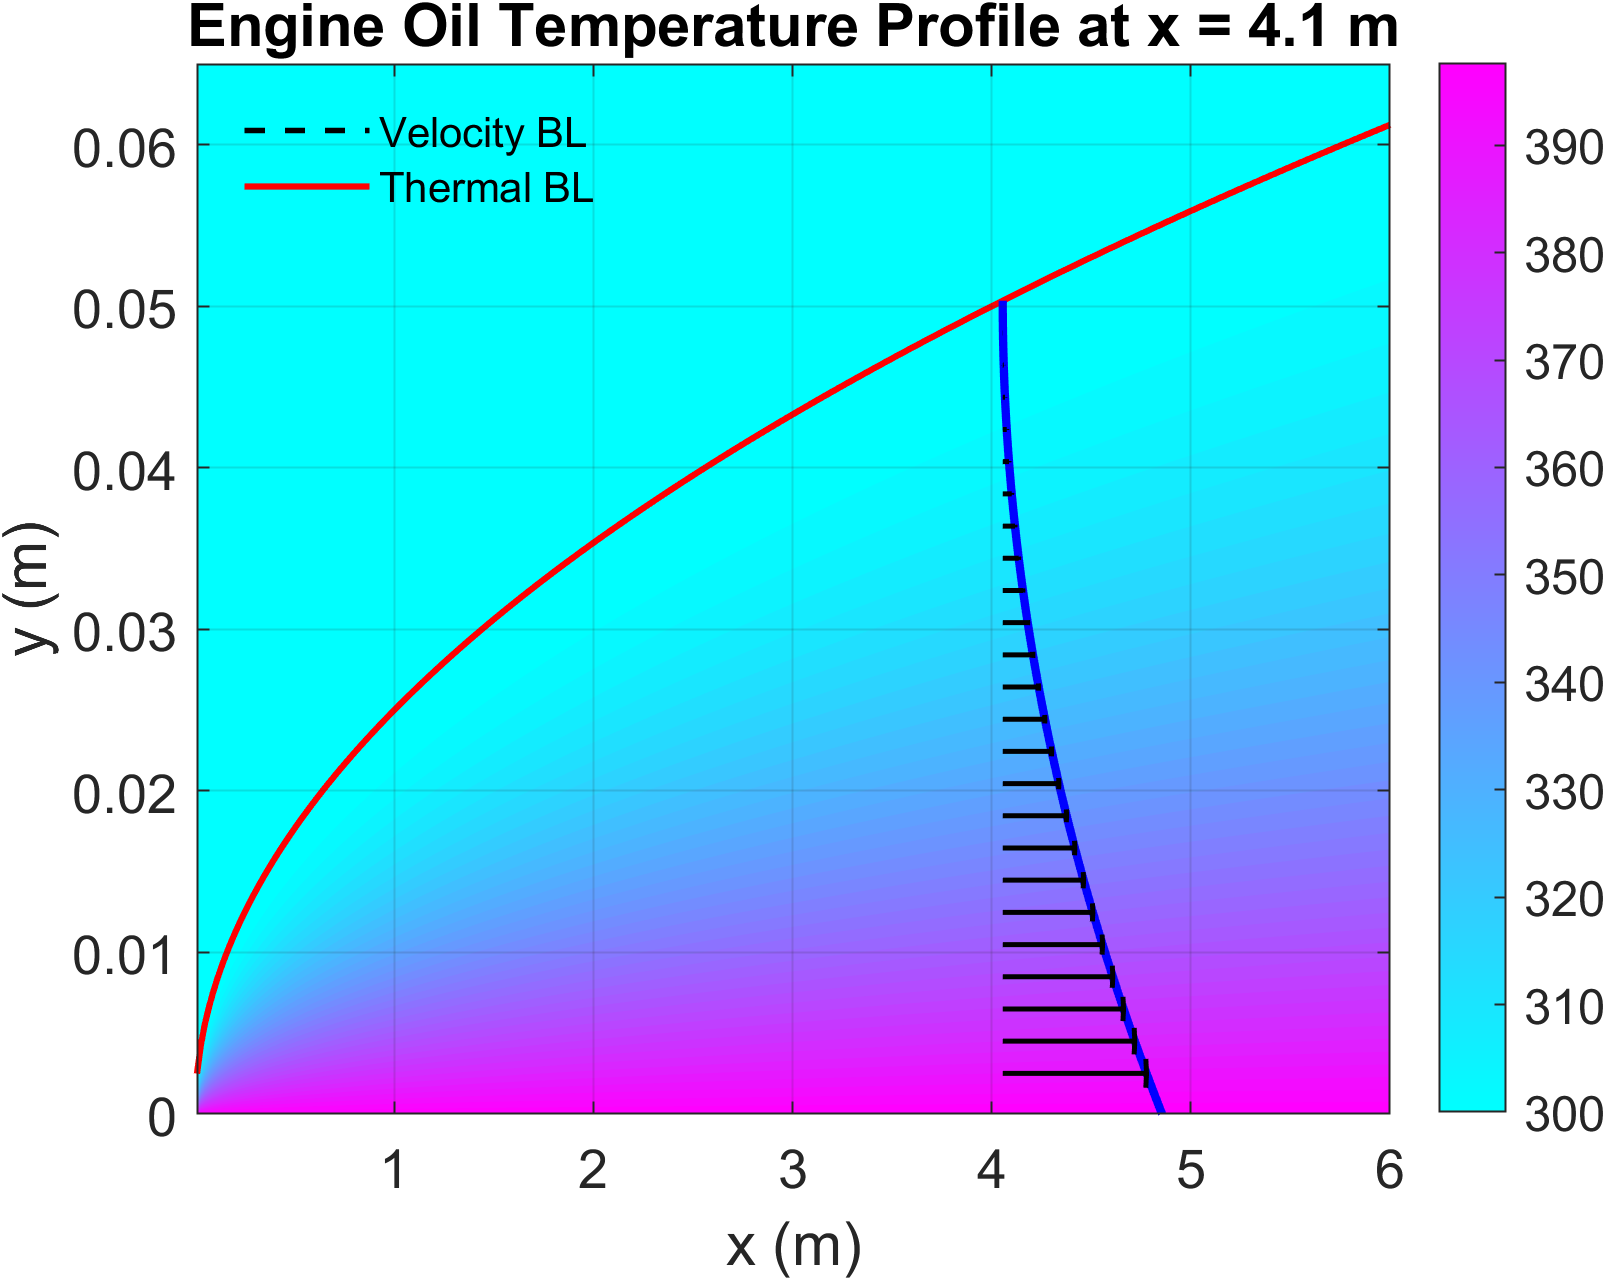 Engine Oil Temperature Profile at x = 4.1 m
Velocity BL
Thermal BL
0.06
0.05
0.04
0.03
0.02
0.01
0
y (m)
1 2 3 4 5 6
x (m)
390
380
370
360
350
340
330
320
310
300